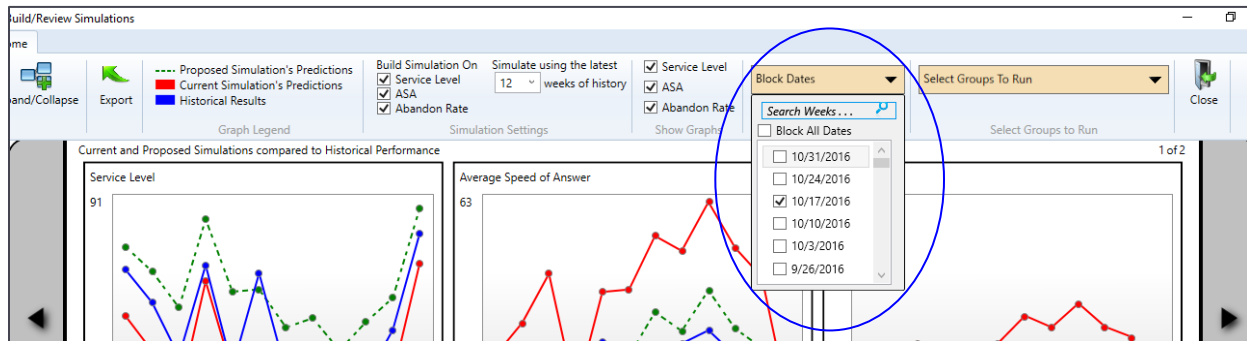 Build/Review Simulations
ome
and/Collapse
Export
Proposed Simulation's Predictions
Current Simulation's Predictions
Historical Results
Graph Legend
Build Simulation On
Service Level
ASA
Abandon Rate
Simulate using the latest
12 weeks of history
Simulation Settings
Service Level
ASA
Abandon Rate
Show Graphs
Block Dates
Search Weeks . . .
Block All Dates
10/31/2016
10/24/2016
10/17/2016
10/10/2016
10/3/2016
9/26/2016
Select Groups To Run
Select Groups to Run
Close
Current and Proposed Simulations compared to Historical Performance
1 of 2
Service Level
91
Average Speed of Answer
63